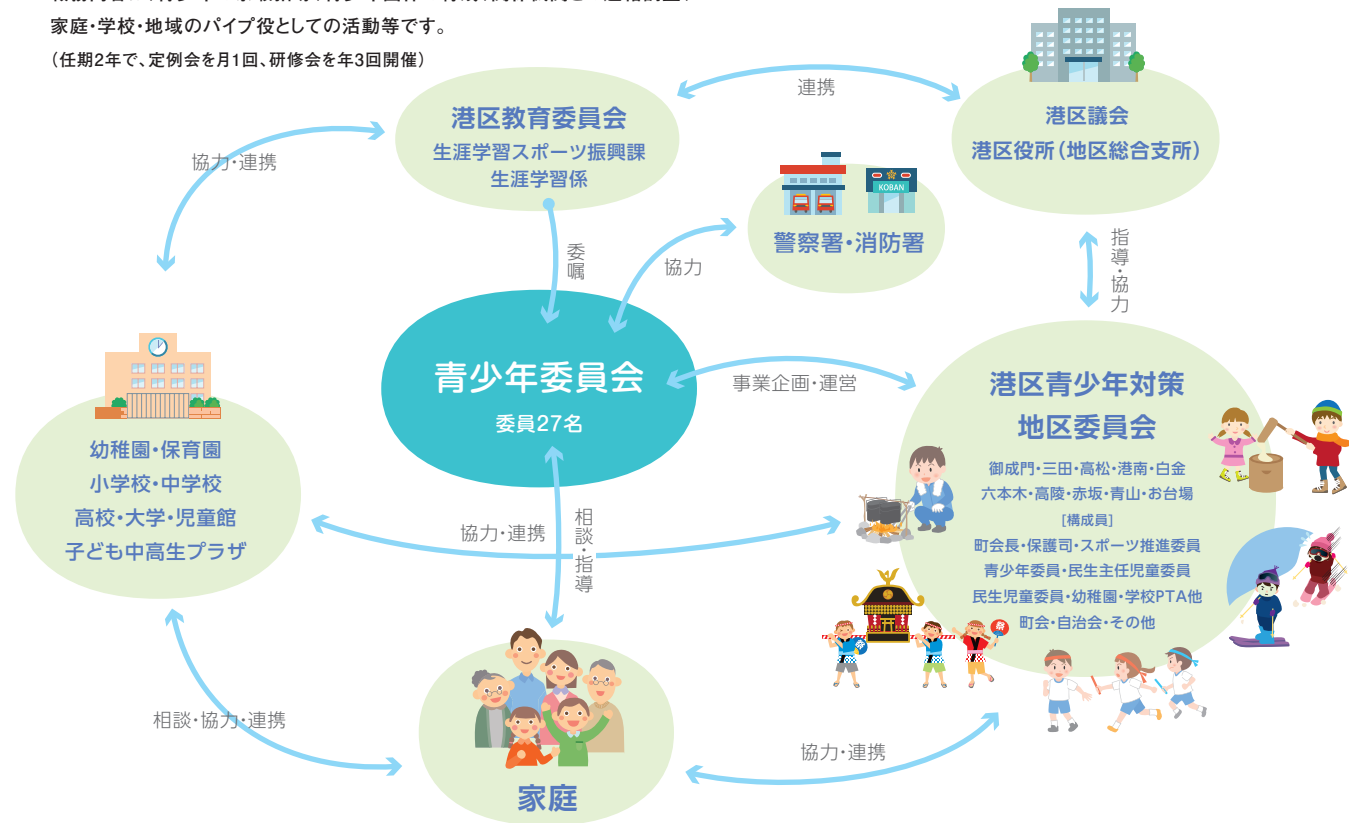 家庭・学校・地域のパイプ役としての活動等です。
（任期2年で、定例会を月1回、研修会を年3回開催）
連携
港区教育委員会
生涯学習スポーツ振興課
生涯学習係
港区議会
港区役所（地区総合支所）
協力・連携
KOBAN
警察署・消防署
委嘱
協力
指導・協力
青少年委員会
委員27名
事業企画・運営
港区青少年対策
地区委員会
御成門・三田・高松・港南・白金
六本木・高陵・赤坂・青山・お台場
［構成員］
町会長・保護司・スポーツ推進委員
青少年委員・民生主任児童委員
民生児童委員・幼稚園・学校PTA他
町会・自治会・その他
幼稚園・保育園
小学校・中学校
高校・大学・児童館
子ども中高生プラザ
協力・連携
相談・指導
祭
祭
相談・協力・連携
協力・連携
家庭